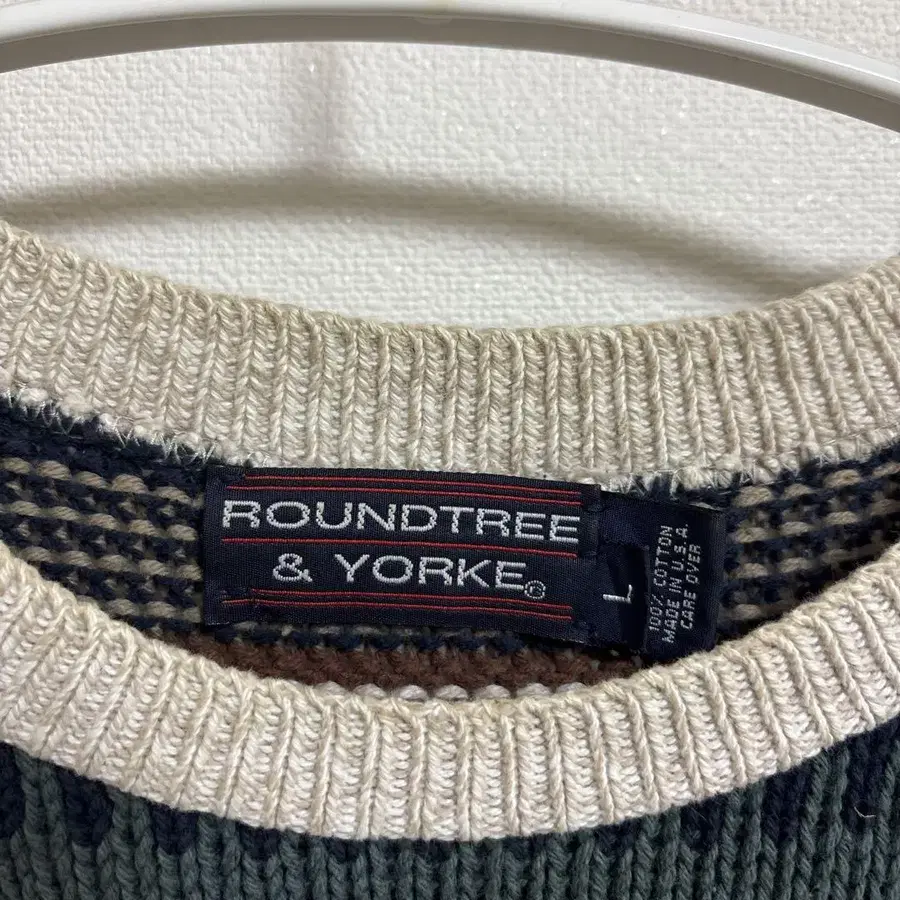 ROUNDTREE
& YORKE®
L
100% COTTON
MADE IN U.S.A.
CARE OVER